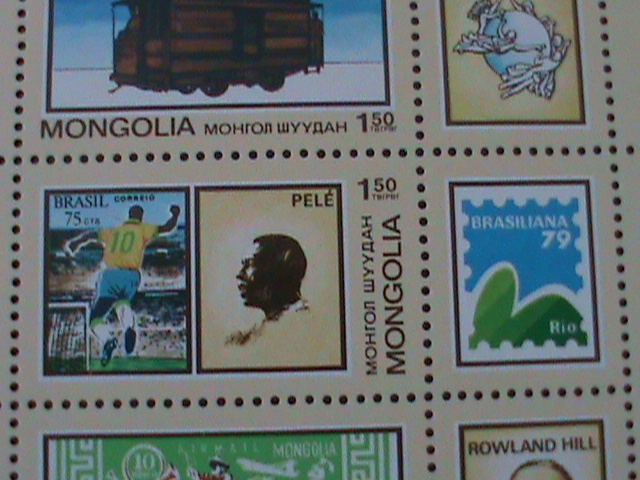 MONGOLIA МОНГОЛ ШУУДАН 1 50
ТӨГРӨГ
BRASIL CORREIO
75 CTS
10
PELÉ
1 50
ТӨГРӨГ
МОНГОЛ ШУУДАН
MONGOLIA
BRASILIANA
79
Rio
AIRMAIL MONGOLIA
10
ROWLAND HILL